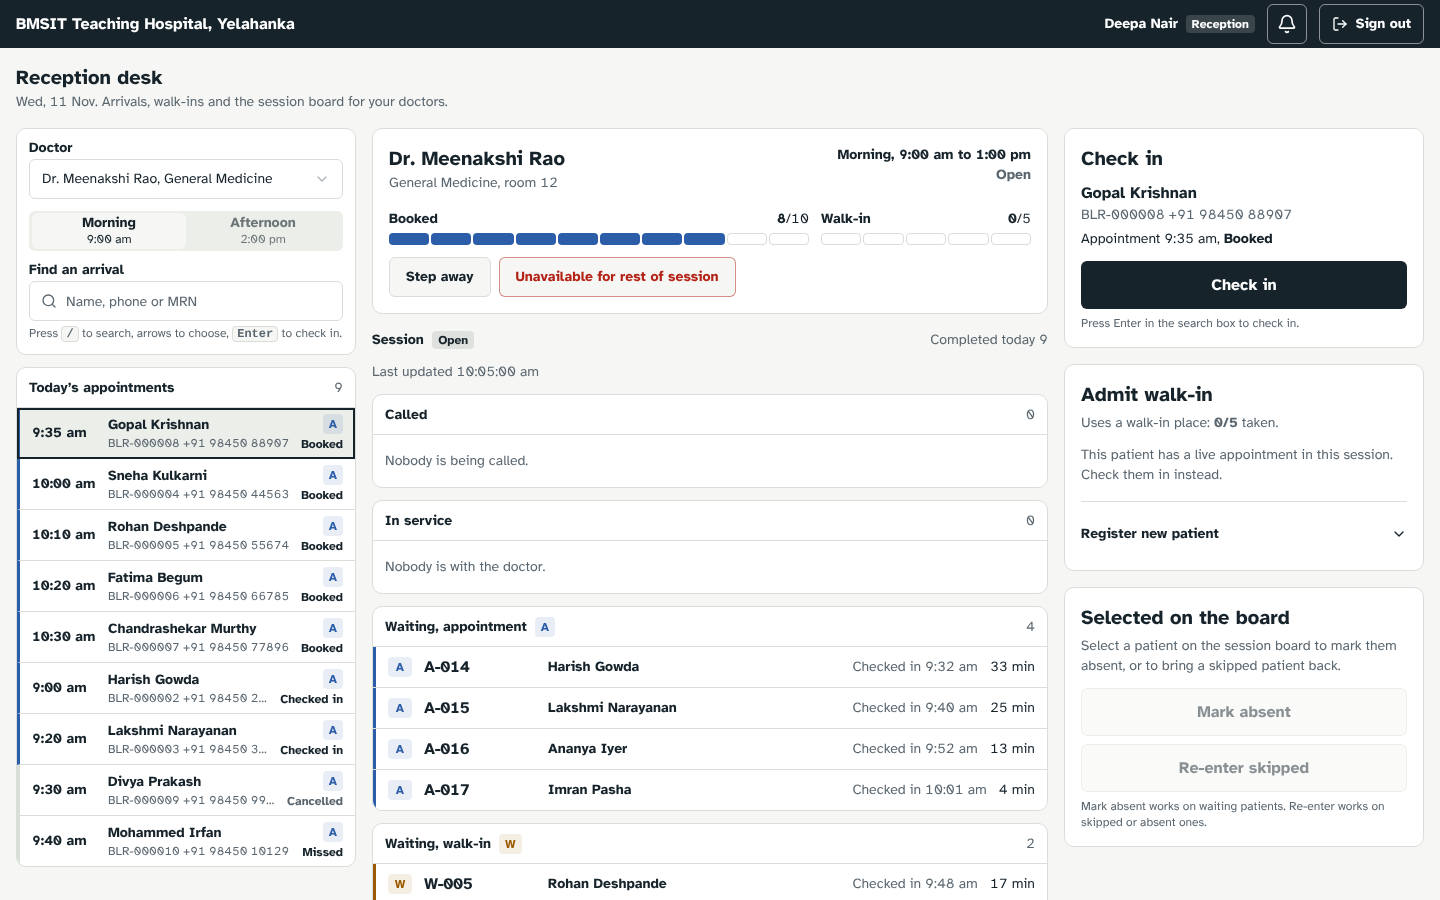 BMSIT Teaching Hospital, Yelahanka
Deepa Nair Reception
Sign out
Reception desk
Wed, 11 Nov. Arrivals, walk-ins and the session board for your doctors.
Doctor
Dr. Meenakshi Rao, General Medicine
Morning
9:00 am
Afternoon
2:00 pm
Find an arrival
Name, phone or MRN
Press / to search, arrows to choose, Enter to check in.
Today's appointments 9
9:35 am Gopal Krishnan A
BLR-000008 +91 98450 88907 Booked
10:00 am Sneha Kulkarni A
BLR-000004 +91 98450 44563 Booked
10:10 am Rohan Deshpande A
BLR-000005 +91 98450 55674 Booked
10:20 am Fatima Begum A
BLR-000006 +91 98450 66785 Booked
10:30 am Chandrashekar Murthy A
BLR-000007 +91 98450 77896 Booked
9:00 am Harish Gowda A
BLR-000002 +91 98450 2... Checked in
9:20 am Lakshmi Narayanan A
BLR-000003 +91 98450 3... Checked in
9:30 am Divya Prakash A
BLR-000009 +91 98450 99... Cancelled
9:40 am Mohammed Irfan A
BLR-000010 +91 98450 10129 Missed
Dr. Meenakshi Rao
General Medicine, room 12
Morning, 9:00 am to 1:00 pm
Open
Booked 8/10 Walk-in 0/5
Step away
Unavailable for rest of session
Session Open Completed today 9
Last updated 10:05:00 am
Called 0
Nobody is being called.
In service 0
Nobody is with the doctor.
Waiting, appointment A 4
A A-014 Harish Gowda Checked in 9:32 am 33 min
A A-015 Lakshmi Narayanan Checked in 9:40 am 25 min
A A-016 Ananya Iyer Checked in 9:52 am 13 min
A A-017 Imran Pasha Checked in 10:01 am 4 min
Waiting, walk-in W 2
W W-005 Rohan Deshpande Checked in 9:48 am 17 min
Check in
Gopal Krishnan
BLR-000008 +91 98450 88907
Appointment 9:35 am, Booked
Check in
Press Enter in the search box to check in.
Admit walk-in
Uses a walk-in place: 0/5 taken.
This patient has a live appointment in this session.
Check them in instead.
Register new patient
Selected on the board
Select a patient on the session board to mark them
absent, or to bring a skipped patient back.
Mark absent
Re-enter skipped
Mark absent works on waiting patients. Re-enter works on
skipped or absent ones.